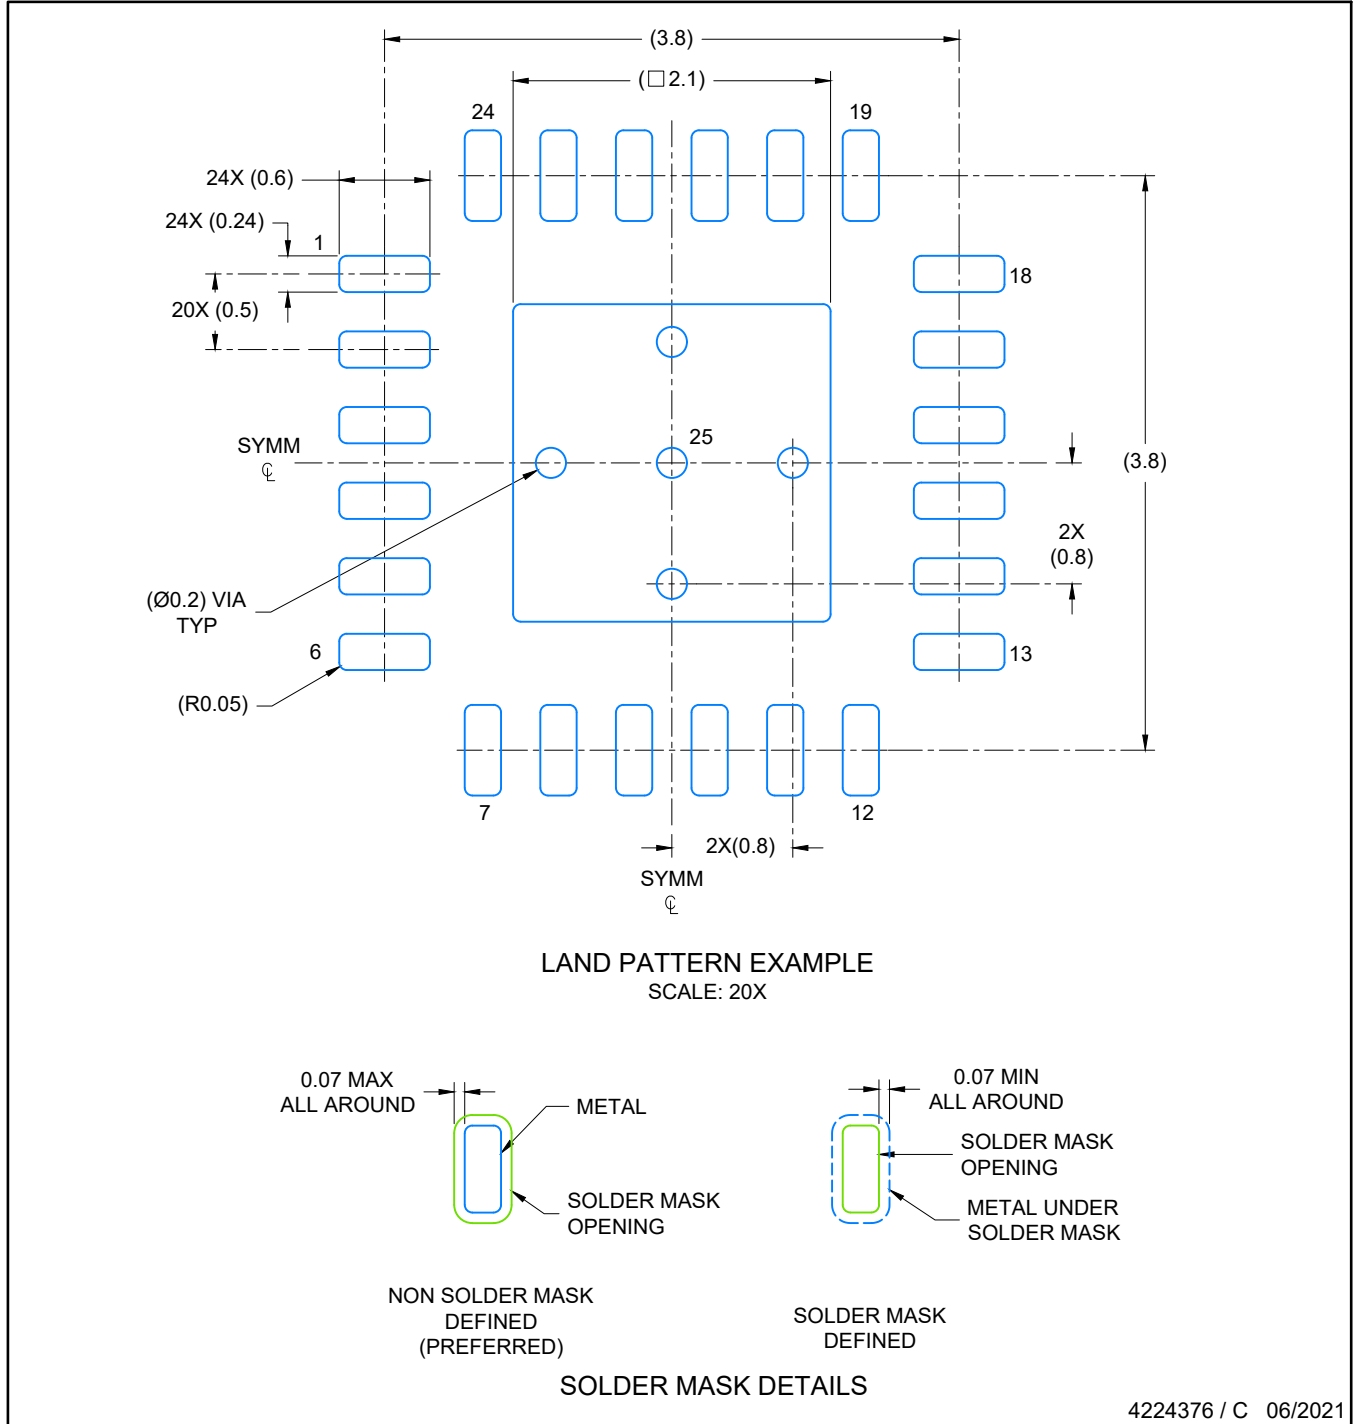 (3.8)
(□2.1)
24
19
24X (0.6)
24X (0.24)
1
18
20X (0.5)
SYMM
℄
25
(3.8)
2X
(0.8)
(Ø0.2) VIA
TYP
6
13
(R0.05)
7
12
2X(0.8)
SYMM
℄
LAND PATTERN EXAMPLE
SCALE: 20X
0.07 MAX
ALL AROUND
METAL
SOLDER MASK
OPENING
NON SOLDER MASK
DEFINED
(PREFERRED)
0.07 MIN
ALL AROUND
SOLDER MASK
OPENING
METAL UNDER
SOLDER MASK
SOLDER MASK
DEFINED
SOLDER MASK DETAILS
4224376 / C 06/2021